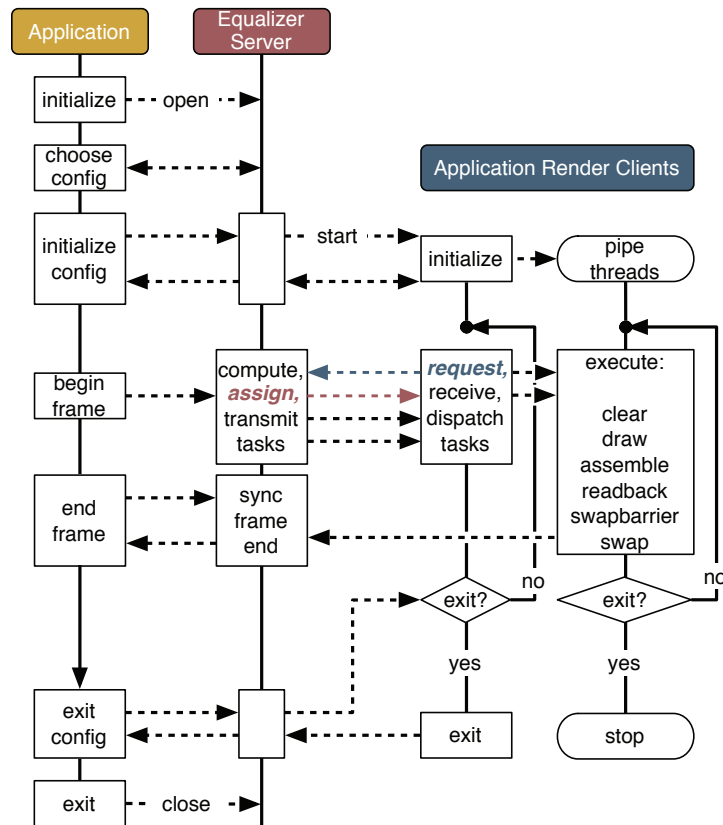 Application
Equalizer
Server
initialize
open
choose
config
Application Render Clients
initialize
config
start
initialize
pipe
threads
begin
frame
compute,
assign,
transmit
tasks
request,
receive,
dispatch
tasks
execute:
clear
draw
assemble
readback
swapbarrier
swap
end
frame
sync
frame
end
no
no
exit?
exit?
yes
yes
exit
config
exit
stop
exit
close